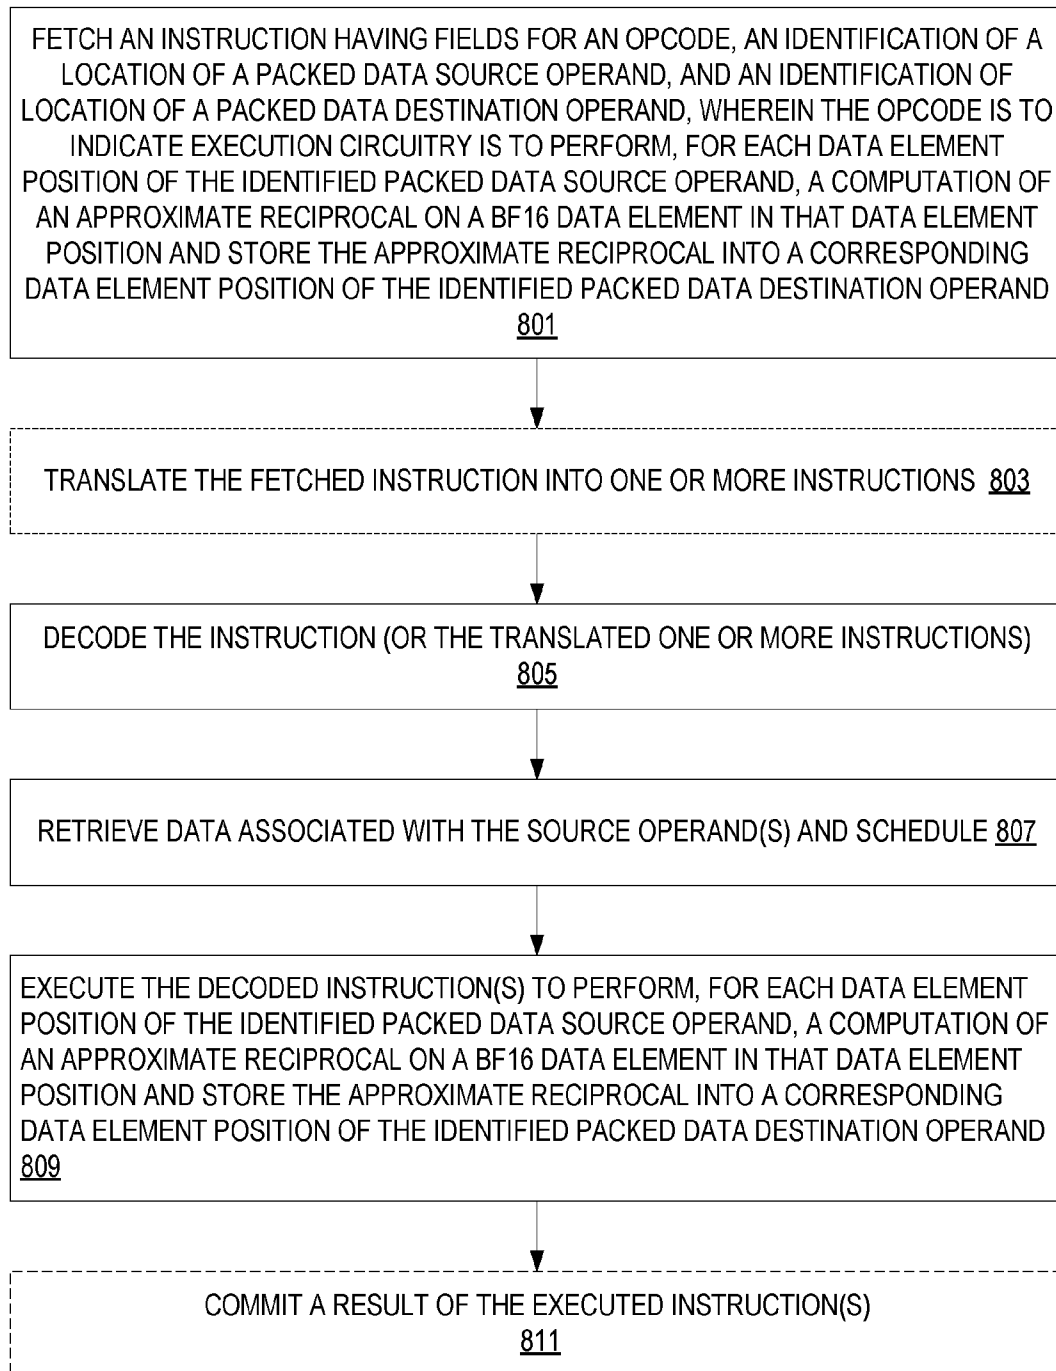 FETCH AN INSTRUCTION HAVING FIELDS FOR AN OPCODE, AN IDENTIFICATION OF A
LOCATION OF A PACKED DATA SOURCE OPERAND, AND AN IDENTIFICATION OF
LOCATION OF A PACKED DATA DESTINATION OPERAND, WHEREIN THE OPCODE IS TO
INDICATE EXECUTION CIRCUITRY IS TO PERFORM, FOR EACH DATA ELEMENT
POSITION OF THE IDENTIFIED PACKED DATA SOURCE OPERAND, A COMPUTATION OF
AN APPROXIMATE RECIPROCAL ON A BF16 DATA ELEMENT IN THAT DATA ELEMENT
POSITION AND STORE THE APPROXIMATE RECIPROCAL INTO A CORRESPONDING
DATA ELEMENT POSITION OF THE IDENTIFIED PACKED DATA DESTINATION OPERAND
801
TRANSLATE THE FETCHED INSTRUCTION INTO ONE OR MORE INSTRUCTIONS 803
DECODE THE INSTRUCTION (OR THE TRANSLATED ONE OR MORE INSTRUCTIONS)
805
RETRIEVE DATA ASSOCIATED WITH THE SOURCE OPERAND(S) AND SCHEDULE 807
EXECUTE THE DECODED INSTRUCTION(S) TO PERFORM, FOR EACH DATA ELEMENT
POSITION OF THE IDENTIFIED PACKED DATA SOURCE OPERAND, A COMPUTATION OF
AN APPROXIMATE RECIPROCAL ON A BF16 DATA ELEMENT IN THAT DATA ELEMENT
POSITION AND STORE THE APPROXIMATE RECIPROCAL INTO A CORRESPONDING
DATA ELEMENT POSITION OF THE IDENTIFIED PACKED DATA DESTINATION OPERAND
809
COMMIT A RESULT OF THE EXECUTED INSTRUCTION(S)
811